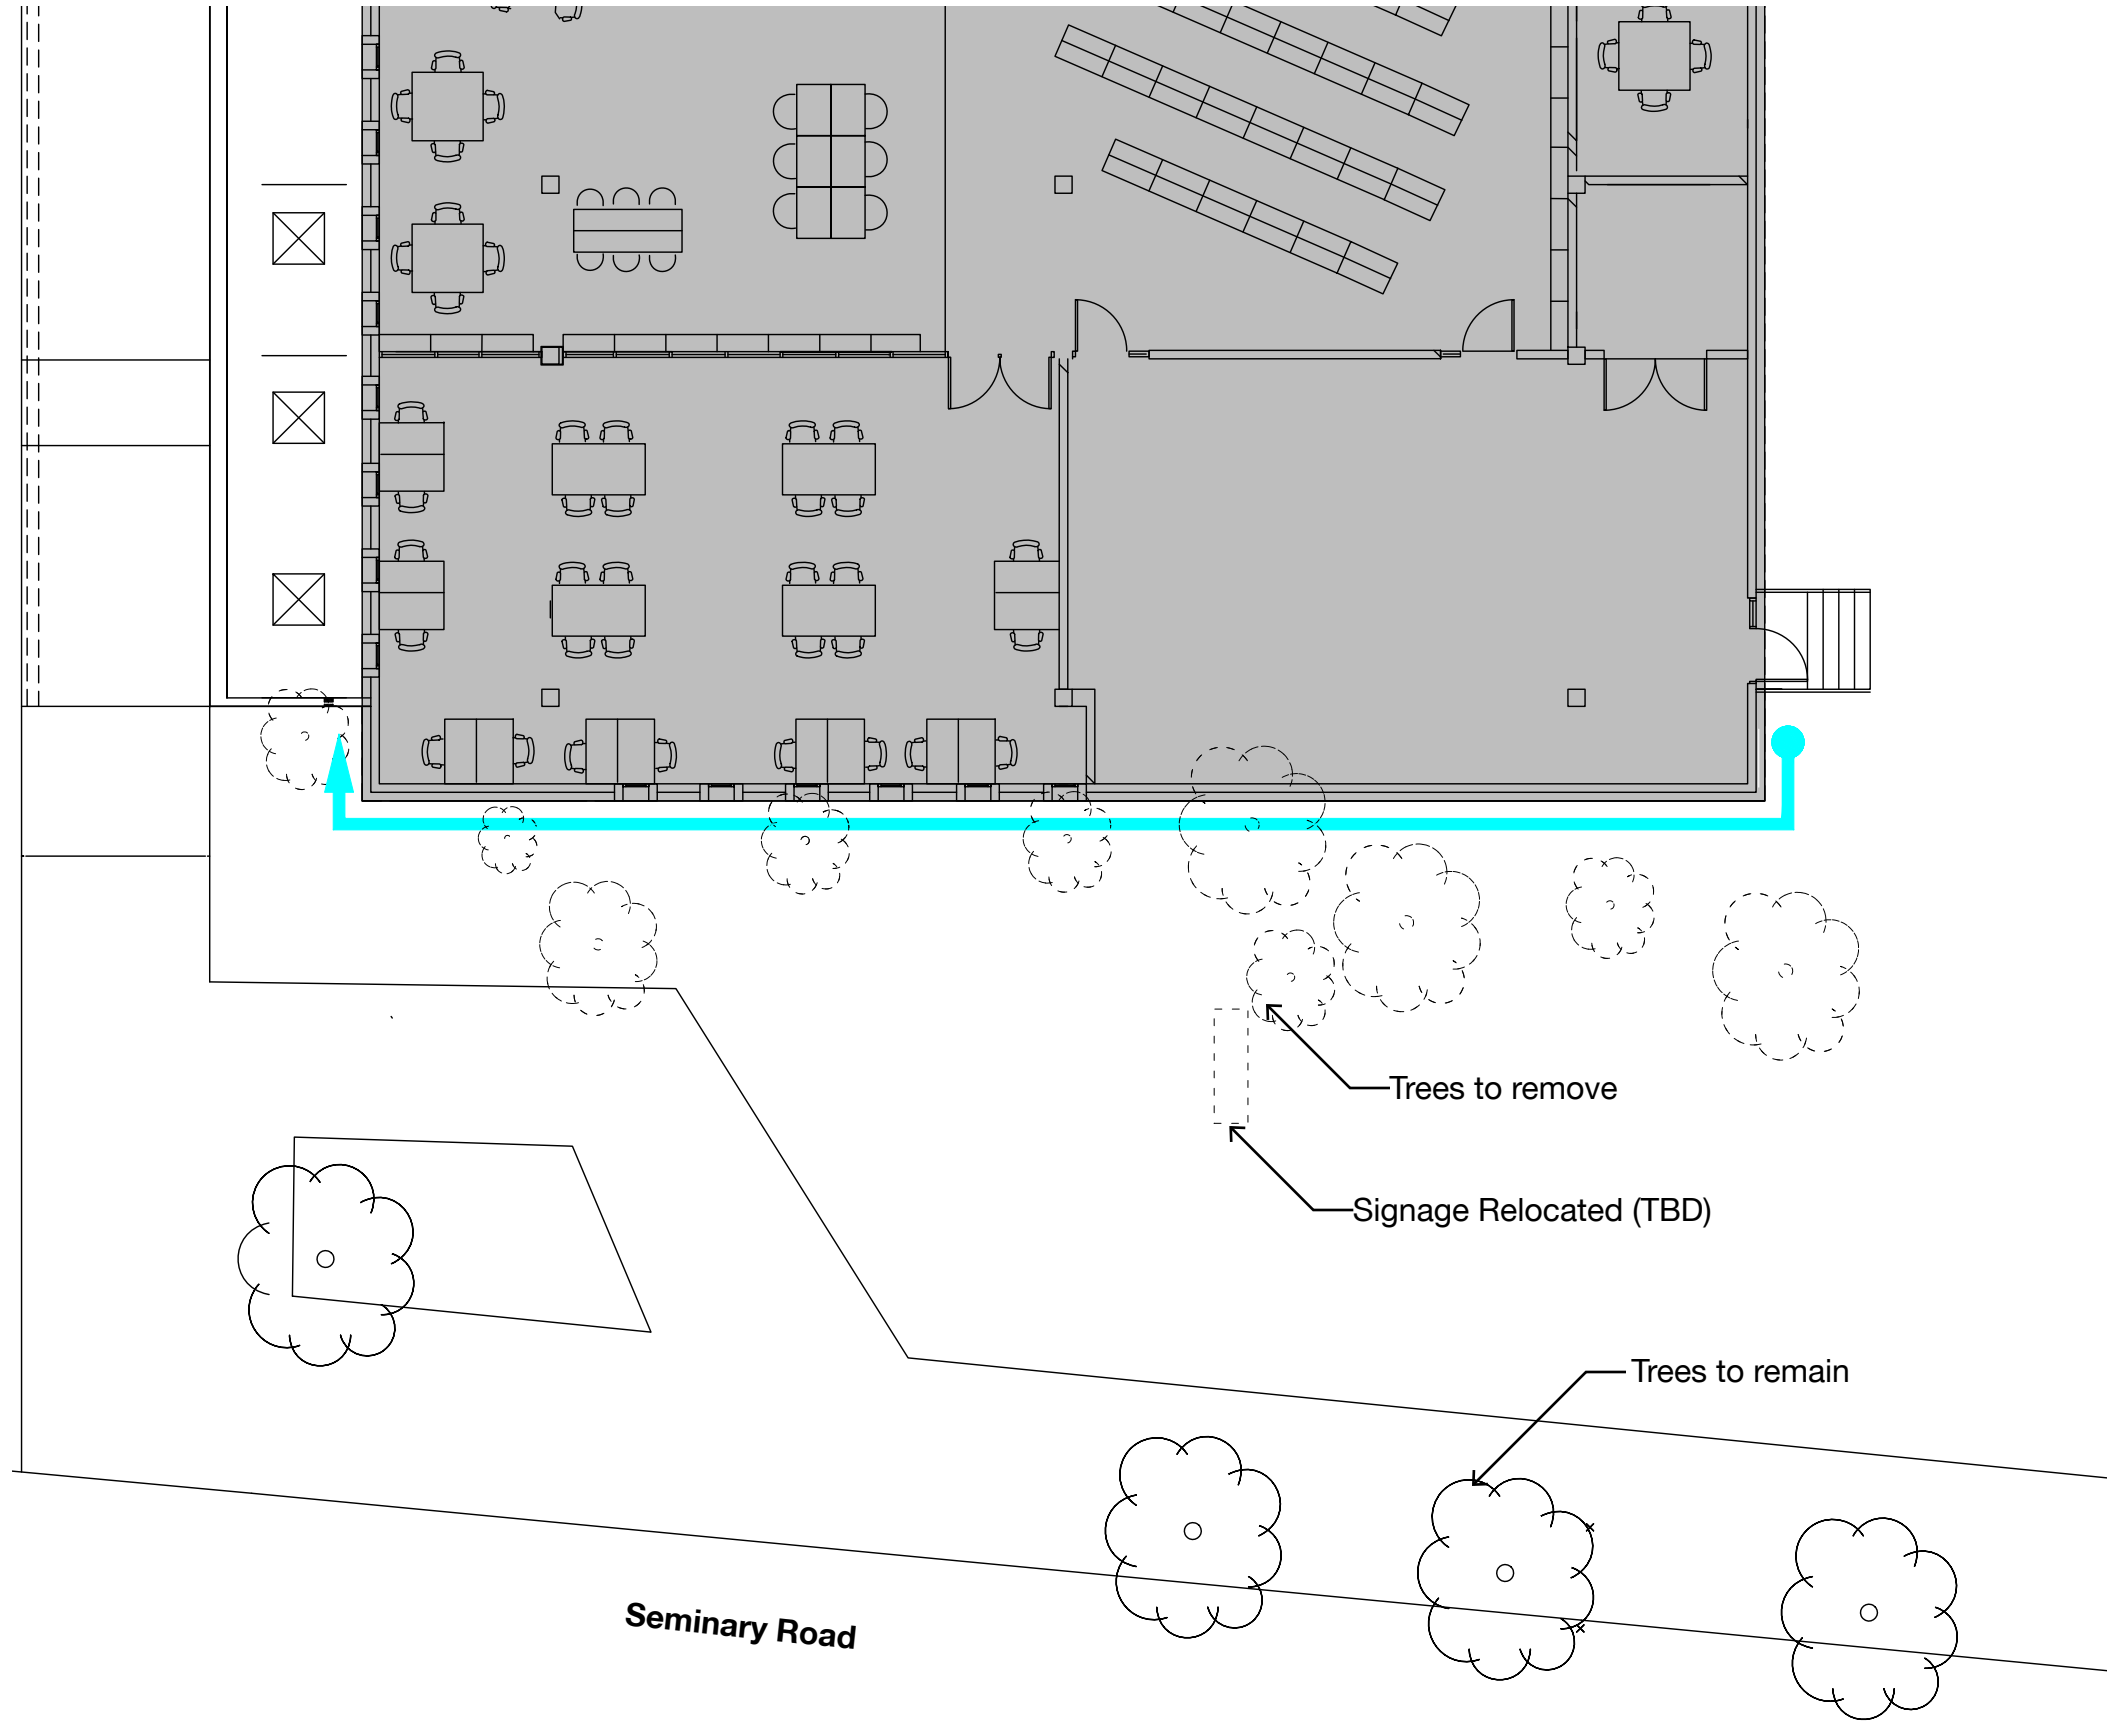 Trees to remove
Signage Relocated (TBD)
Trees to remain
Seminary Road